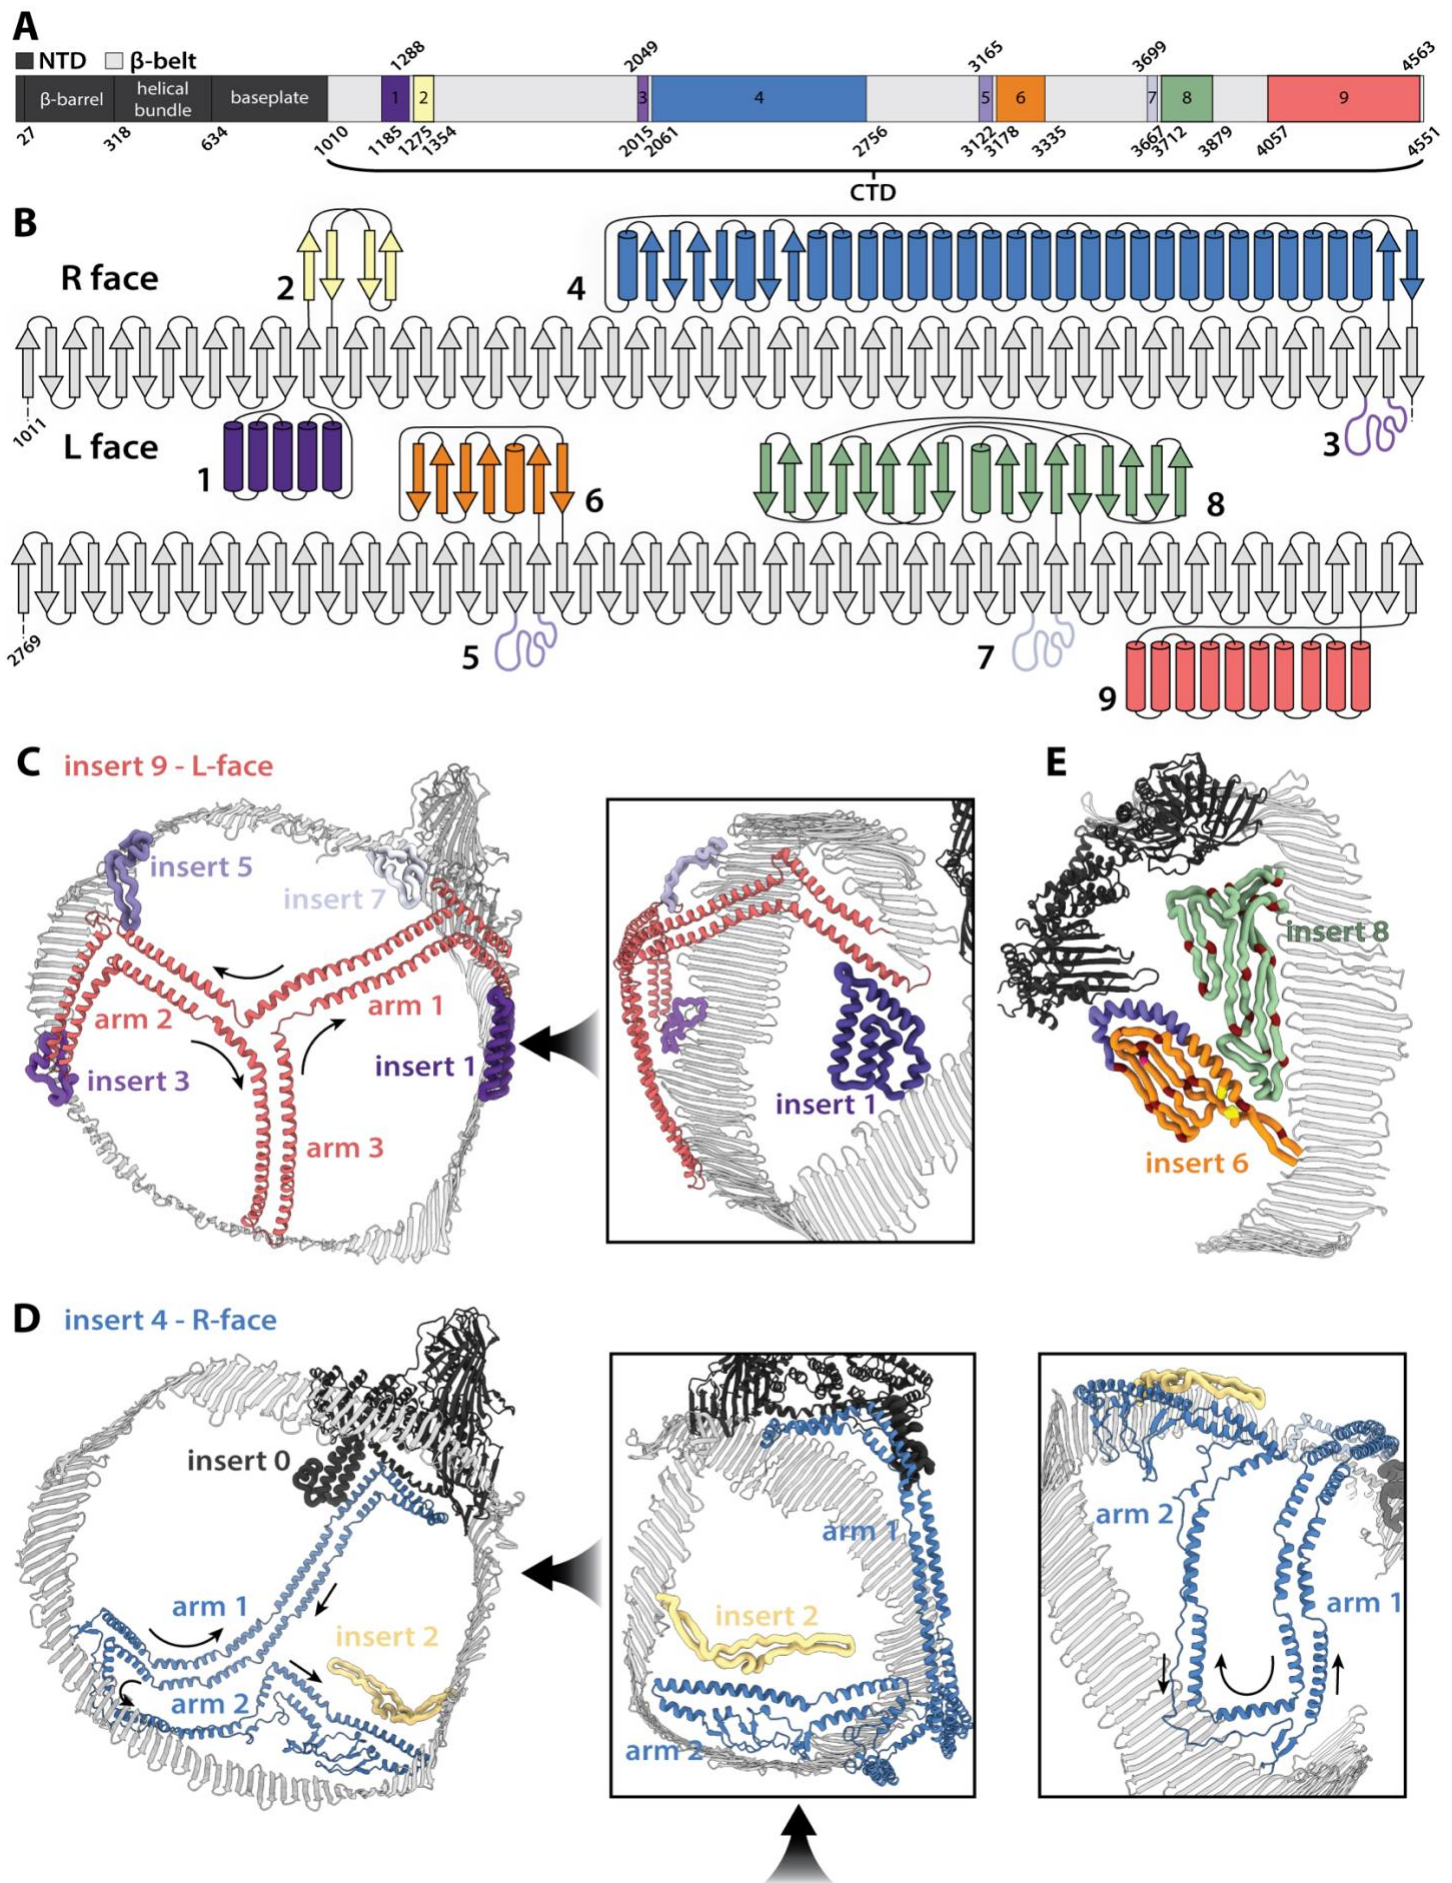 A
NTD β-belt
1288 2049 3165 3699 4563
β-barrel helical bundle baseplate 1 2 3 4 5 6 7 8 9
27 318 634 1010 1185 1275 1354 2015 2061 2756 3122 3178 3335 3667 3712 3879 4057 4551
CTD
B
R face
2
4
1011
L face
1
3
6
8
2769
5
7
9
C insert 9 - L-face
E
insert 5
insert 7
arm 2
arm 1
insert 3
insert 1
arm 3
insert 1
insert 8
insert 6
D insert 4 - R-face
insert 0
arm 1
insert 2
arm 2
arm 1
insert 2
arm 2
arm 2
arm 1